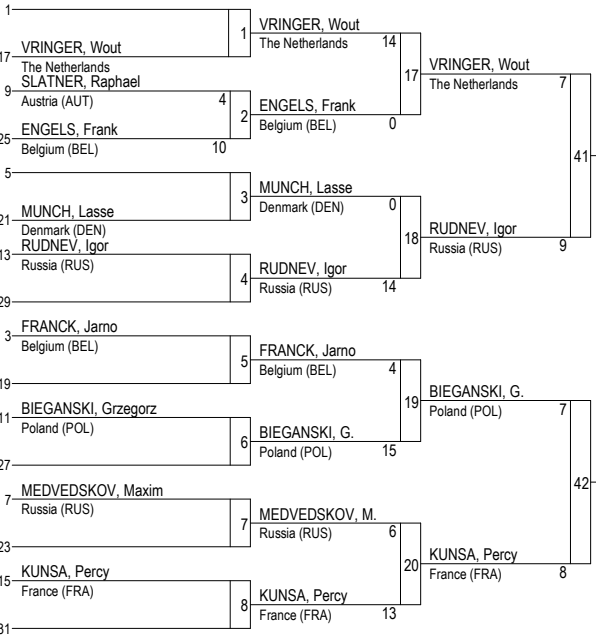 1
1
VRINGER, Wout
The Netherlands
14
17
VRINGER, Wout
The Netherlands
17
VRINGER, Wout
The Netherlands
7
9
SLATNER, Raphael
Austria (AUT)
4
2
ENGELS, Frank
Belgium (BEL)
0
25
ENGELS, Frank
Belgium (BEL)
10
41
5
3
MUNCH, Lasse
Denmark (DEN)
0
21
MUNCH, Lasse
Denmark (DEN)
18
RUDNEV, Igor
Russia (RUS)
9
13
RUDNEV, Igor
Russia (RUS)
4
RUDNEV, Igor
Russia (RUS)
14
29
3
FRANCK, Jarno
Belgium (BEL)
5
FRANCK, Jarno
Belgium (BEL)
4
19
19
BIEGANSKI, G.
Poland (POL)
7
11
BIEGANSKI, Grzegorz
Poland (POL)
6
BIEGANSKI, G.
Poland (POL)
15
27
42
7
MEDVEDSKOV, Maxim
Russia (RUS)
7
MEDVEDSKOV, M.
Russia (RUS)
6
23
20
KUNSA, Percy
France (FRA)
8
15
KUNSA, Percy
France (FRA)
8
KUNSA, Percy
France (FRA)
13
31